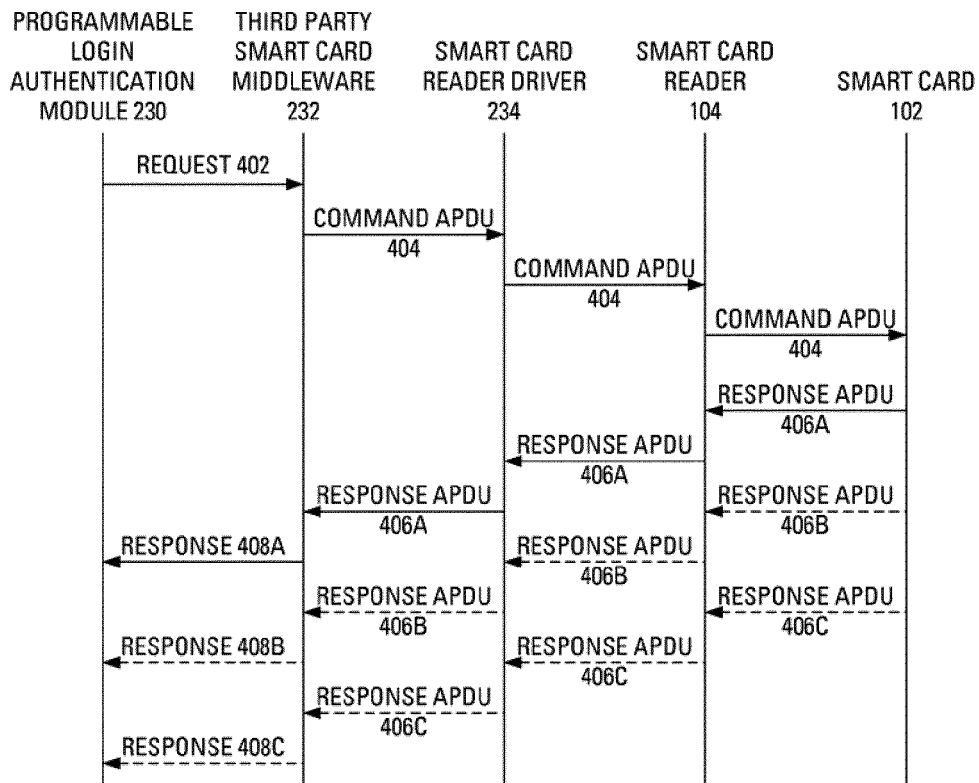 PROGRAMMABLE
LOGIN
AUTHENTICATION
MODULE 230
THIRD PARTY
SMART CARD
MIDDLEWARE
232
SMART CARD
READER DRIVER
234
SMART CARD
READER
104
SMART CARD
102
REQUEST 402
COMMAND APDU
404
COMMAND APDU
404
COMMAND APDU
404
RESPONSE APDU
406A
RESPONSE APDU
406A
RESPONSE APDU
406A
RESPONSE APDU
406B
RESPONSE 408A
RESPONSE APDU
406B
RESPONSE APDU
406B
RESPONSE APDU
406C
RESPONSE 408B
RESPONSE APDU
406C
RESPONSE APDU
406C
RESPONSE 408C